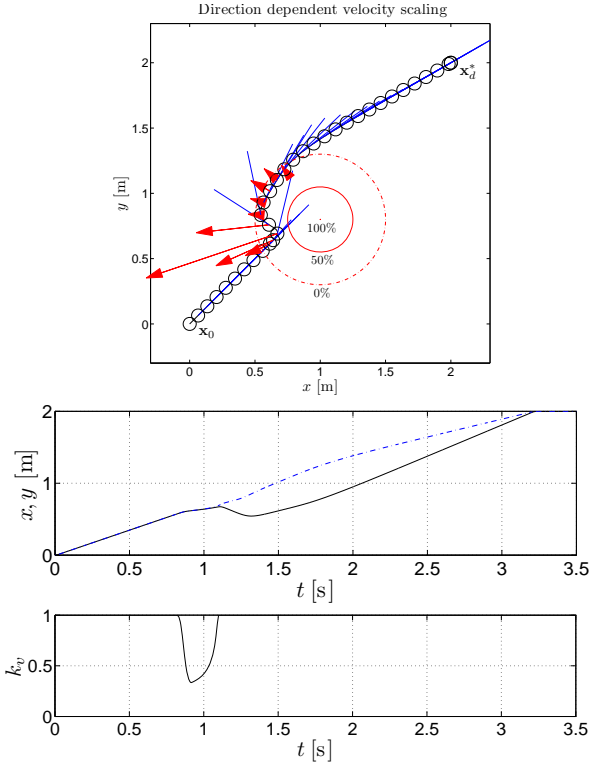 Direction dependent velocity scaling
2
1.5
1
0.5
0
y [m]
x*d
100%
50%
0%
x0
0 0.5 1 1.5 2
x [m]
2
1
0
x, y [m]
0 0.5 1 1.5 2 2.5 3 3.5
t [s]
1
0.5
0
kv
0 0.5 1 1.5 2 2.5 3 3.5
t [s]